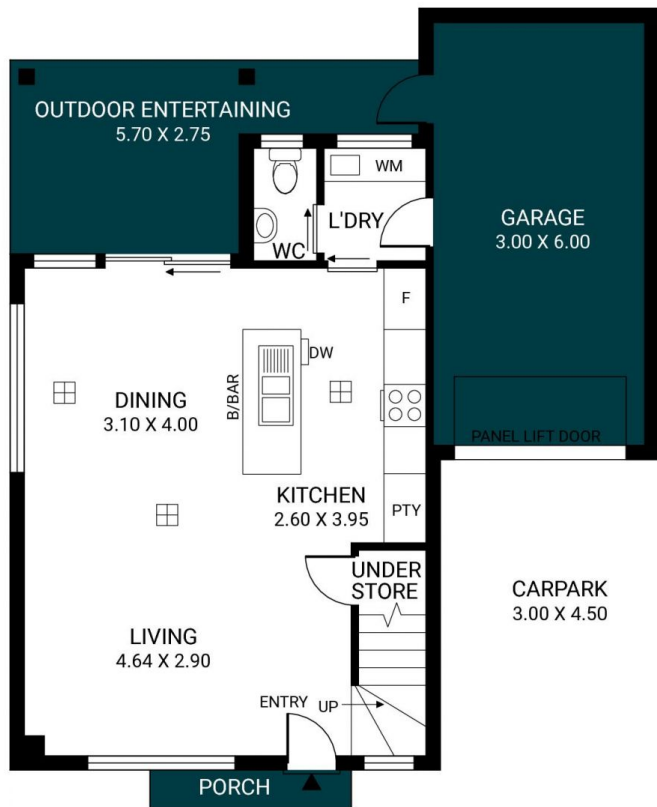 OUTDOOR ENTERTAINING
5.70 X 2.75
WM
L'DRY
WC
GARAGE
3.00 X 6.00
F
DW
B/BAR
DINING
3.10 X 4.00
PANEL LIFT DOOR
KITCHEN
2.60 X 3.95
PTY
UNDER
STORE
CARPARK
3.00 X 4.50
LIVING
4.64 X 2.90
ENTRY
UP
PORCH